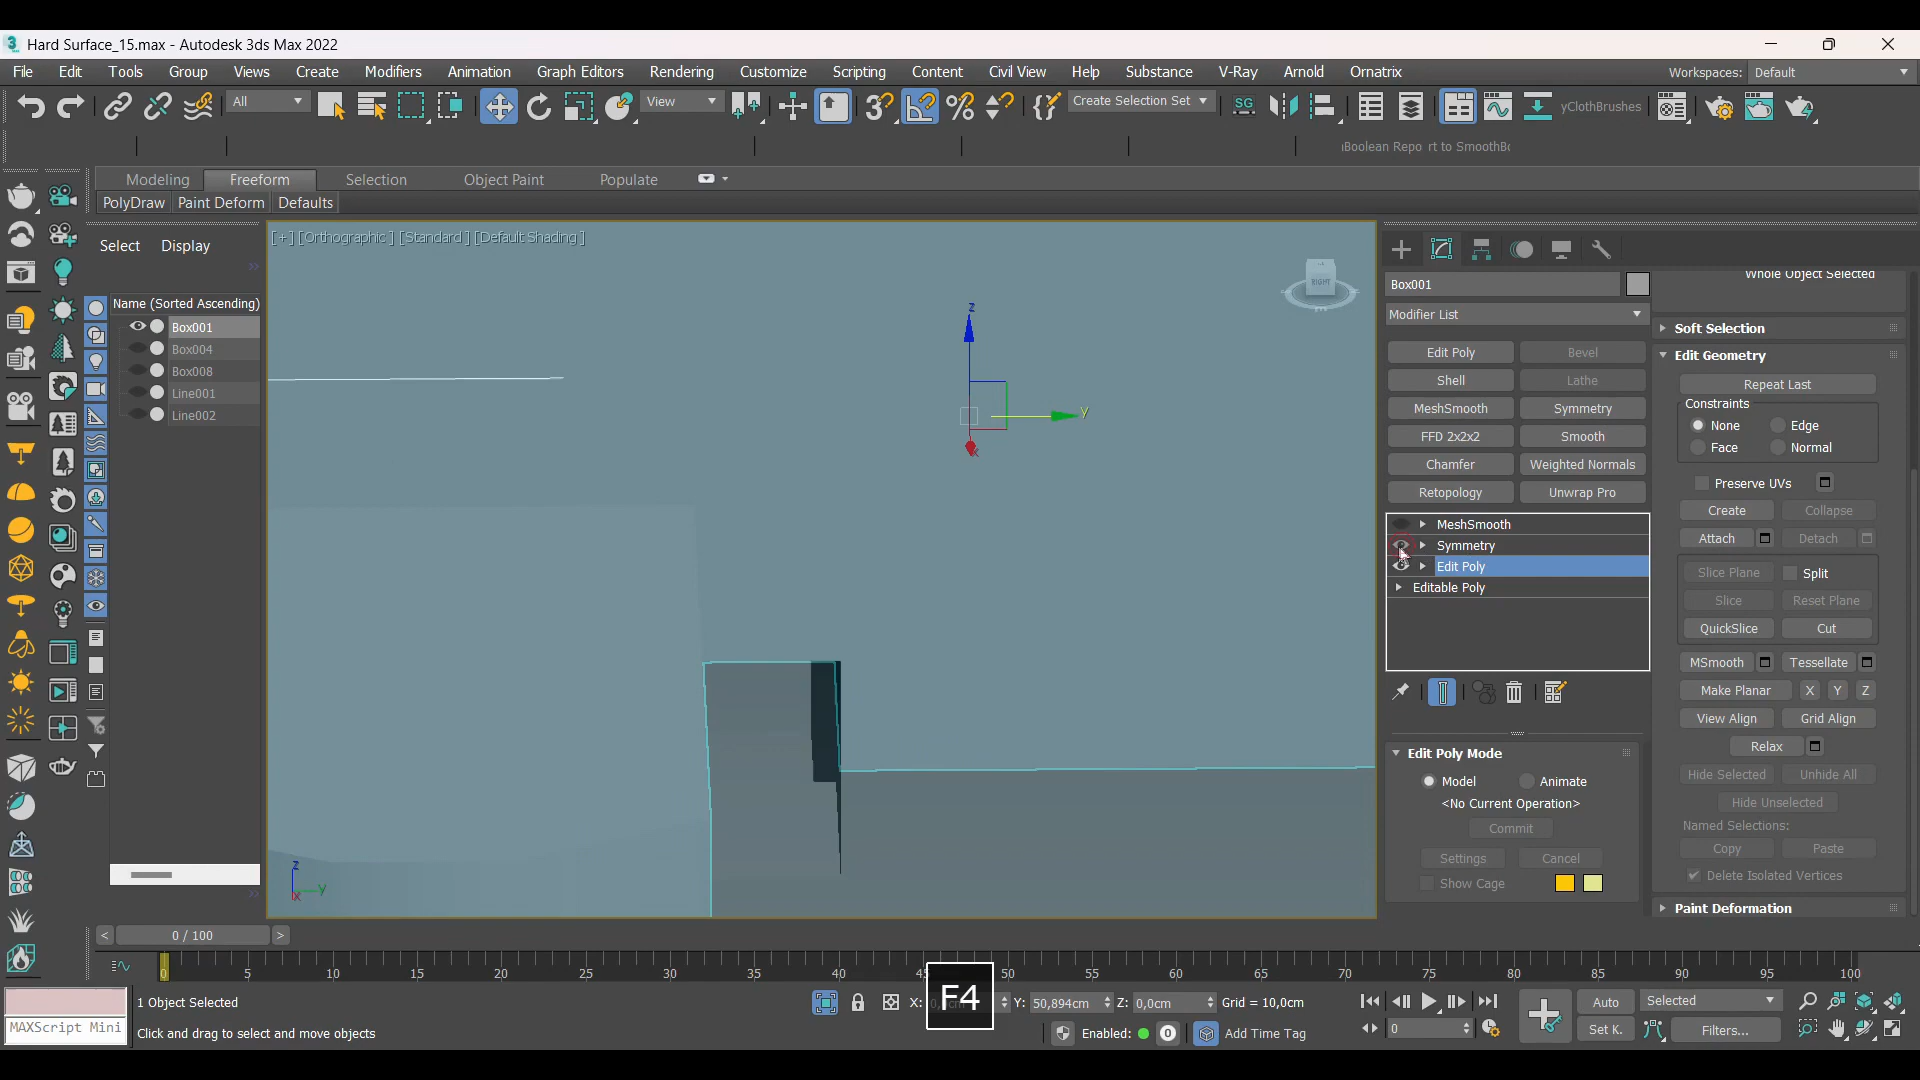 Hard Surface_15.max - Autodesk 3ds Max 2022
File Edit Tools Group Views Create Modifiers Animation Graph Editors Rendering Customize Scripting Content Civil View Help Substance V-Ray Arnold Ornatrix Workspaces: Default
All View Create Selection Set SG yClothBrushes
Boolean Repo rt to SmoothBo
Modeling Freeform Selection Object Paint Populate
PolyDraw Paint Deform Defaults
Select Display
[+] [Orthographic ] [Standard ] [Default Shading ]
Name (Sorted Ascending)
Box001
Box004
Box008
Line001
Line002
z
y
x
RIGHT
z
y
x
Box001
Modifier List
Edit Poly Bevel
Shell Lathe
MeshSmooth Symmetry
FFD 2x2x2 Smooth
Chamfer Weighted Normals
Retopology Unwrap Pro
MeshSmooth
Symmetry
Edit Poly
Editable Poly
Edit Poly Mode
Model Animate
<No Current Operation>
Commit
Settings Cancel
Show Cage
Whole Object Selected
Soft Selection
Edit Geometry
Repeat Last
Constraints
None Edge
Face Normal
Preserve UVs
Create Collapse
Attach Detach
Slice Plane Split
Slice Reset Plane
QuickSlice Cut
MSmooth Tessellate
Make Planar X Y Z
View Align Grid Align
Relax
Hide Selected Unhide All
Hide Unselected
Named Selections:
Copy Paste
Delete Isolated Vertices
Paint Deformation
< 0 / 100 >
0 5 10 15 20 25 30 35 40 45 50 55 60 65 70 75 80 85 90 95 100
F4
MAXScript Mini
1 Object Selected
Click and drag to select and move objects
X: Y: 50,894cm Z: 0,0cm Grid = 10,0cm
Enabled: 0 Add Time Tag
0
Auto Selected
Set K. Filters...